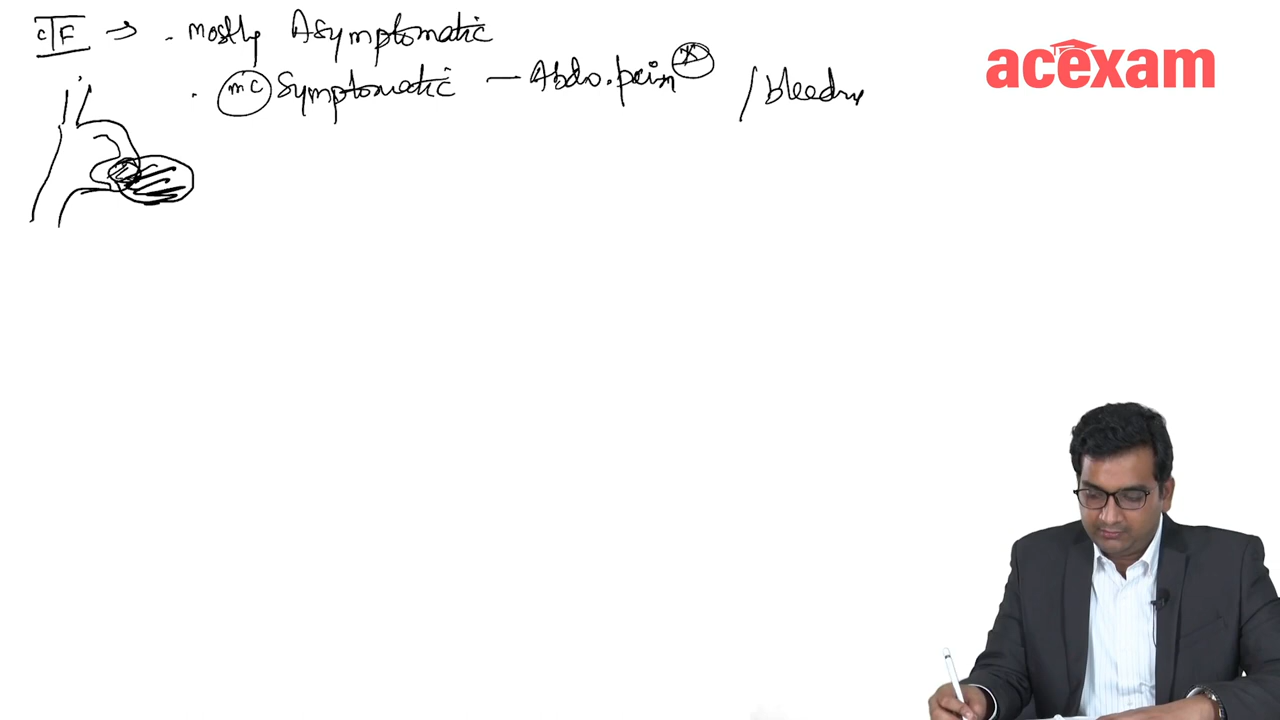 C/F → . mostly Asymptomatic
. mc Symptomatic — Abdo. pain * / bleeding
acexam